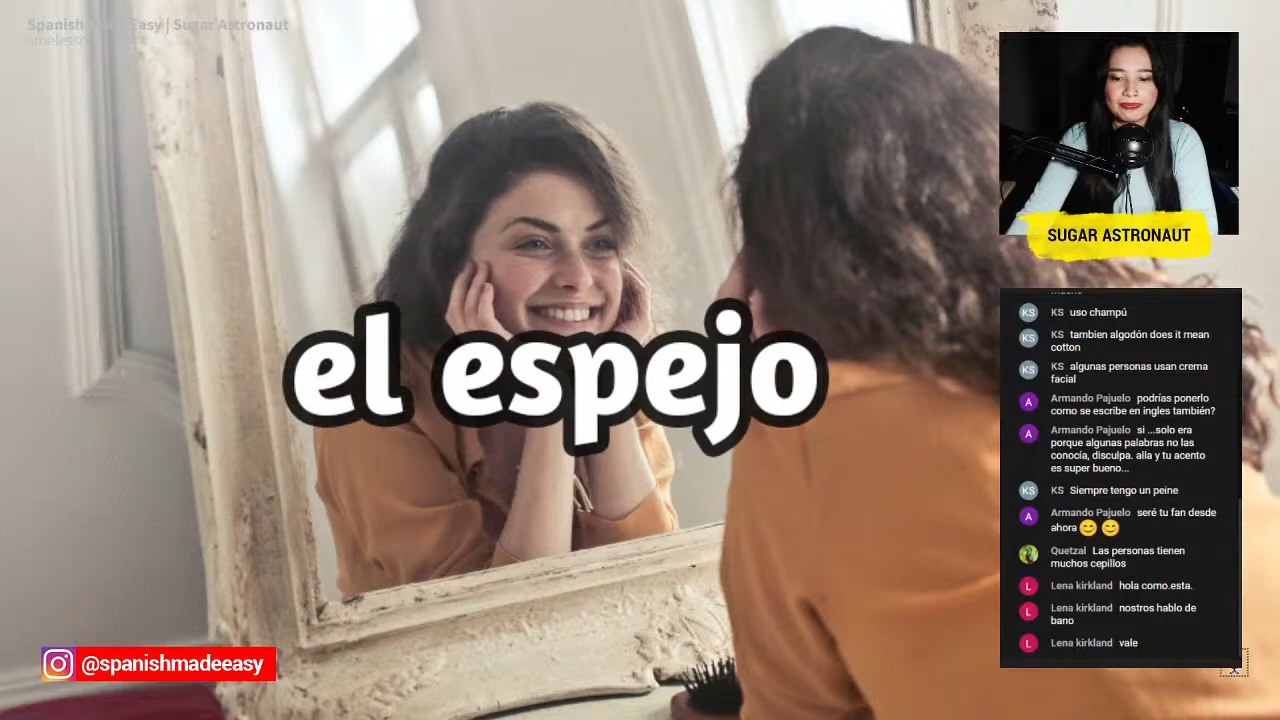 Spanish Easy | Sugar Astronaut
el espejo
SUGAR ASTRONAUT
KS uso champú
KS tambien algodón does it mean
cotton
KS algunas personas usan crema
facial
Armando Pajuelo podrías ponerlo
como se escribe en ingles también?
Armando Pajuelo si ...solo era
porque algunas palabras no las
conocía, disculpa. alla y tu acento
es super bueno...
KS Siempre tengo un peine
Armando Pajuelo seré tu fan desde
ahora😊 😊
Quetzal Las personas tienen
muchos cepillos
Lena kirkland hola como.esta.
Lena kirkland nostros hablo de
bano
Lena kirkland vale
@spanishmadeeasy